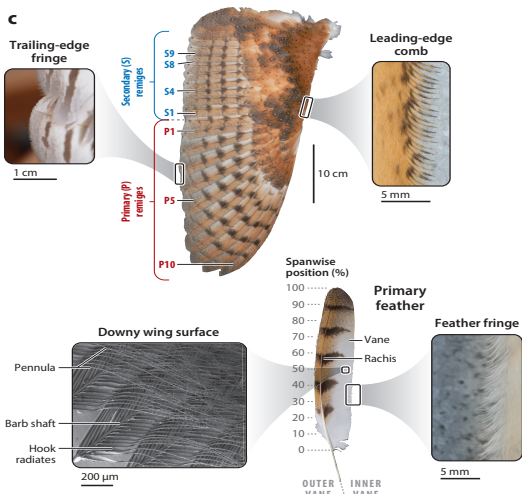 c
Trailing-edge
fringe
1 cm
Secondary (S)
remiges
S9
S8
S4
S1
Primary (P)
remiges
P1
P5
P10
10 cm
Leading-edge
comb
5 mm
Spanwise
position (%)
100
90
80
70
60
50
40
30
20
10
0
Primary
feather
Vane
Rachis
OUTER
VANE
INNER
VANE
Downy wing surface
Pennula
Barb shaft
Hook
radiates
200 µm
Feather fringe
5 mm